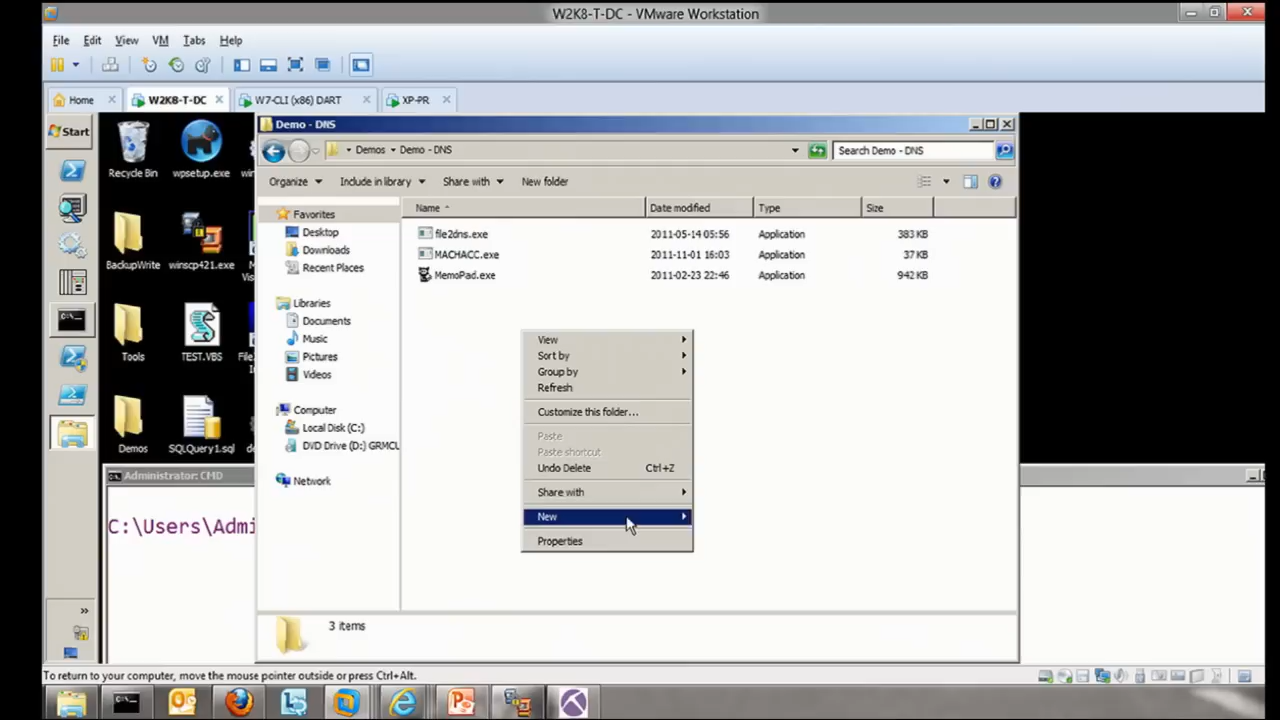 W2K8-T-DC - VMware Workstation
File Edit View VM Tabs Help
Home W2K8-T-DC W7-CLI (x86) DART XP-PR
Start
Demo - DNS
Demos Demo - DNS Search Demo - DNS
Organize Include in library Share with New folder
Name Date modified Type Size
Recycle Bin wpsetup.exe
BackupWrite winscp421.exe
Tools TEST.VBS
Demos SQLQuery1.sql
Favorites
Desktop
Downloads
Recent Places
Libraries
Documents
Music
Pictures
Videos
Computer
Local Disk (C:)
DVD Drive (D:) GRMCU
Network
file2dns.exe 2011-05-14 05:56 Application 383 KB
MACHACC.exe 2011-11-01 16:03 Application 37 KB
MemoPad.exe 2011-02-23 22:46 Application 942 KB
View
Sort by
Group by
Refresh
Customize this folder...
Paste
Paste shortcut
Undo Delete Ctrl+Z
Share with
New
Properties
3 items
Administrator: CMD
C:\Users\Admi
To return to your computer, move the mouse pointer outside or press Ctrl+Alt.